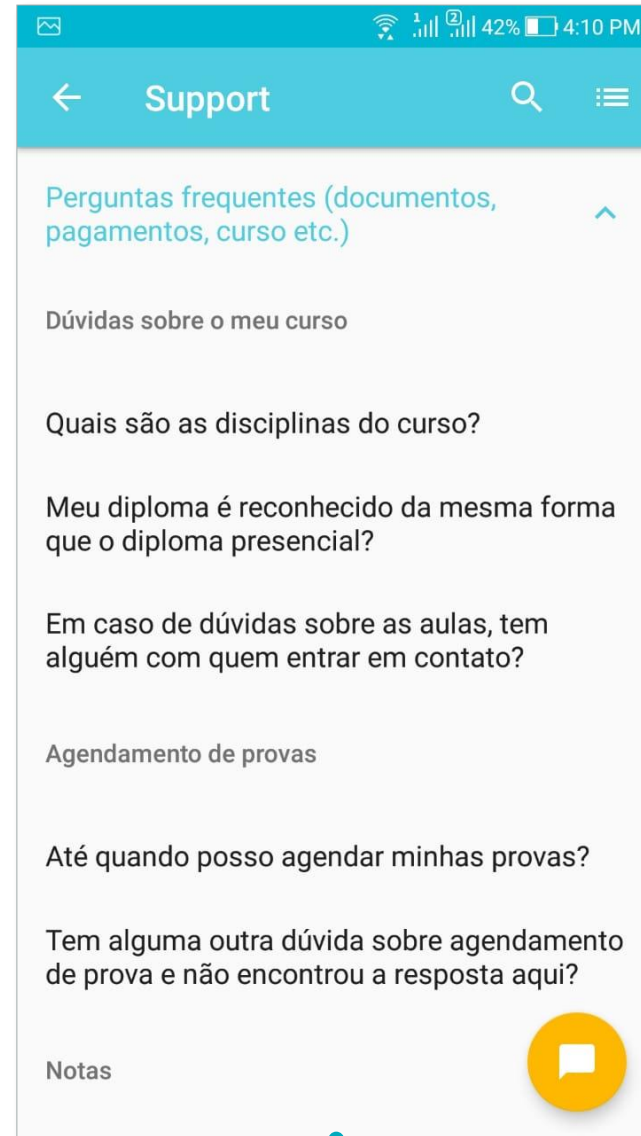 1 2 42% 4:10 PM
Support
Perguntas frequentes (documentos,
pagamentos, curso etc.)
Dúvidas sobre o meu curso
Quais são as disciplinas do curso?
Meu diploma é reconhecido da mesma forma
que o diploma presencial?
Em caso de dúvidas sobre as aulas, tem
alguém com quem entrar em contato?
Agendamento de provas
Até quando posso agendar minhas provas?
Tem alguma outra dúvida sobre agendamento
de prova e não encontrou a resposta aqui?
Notas